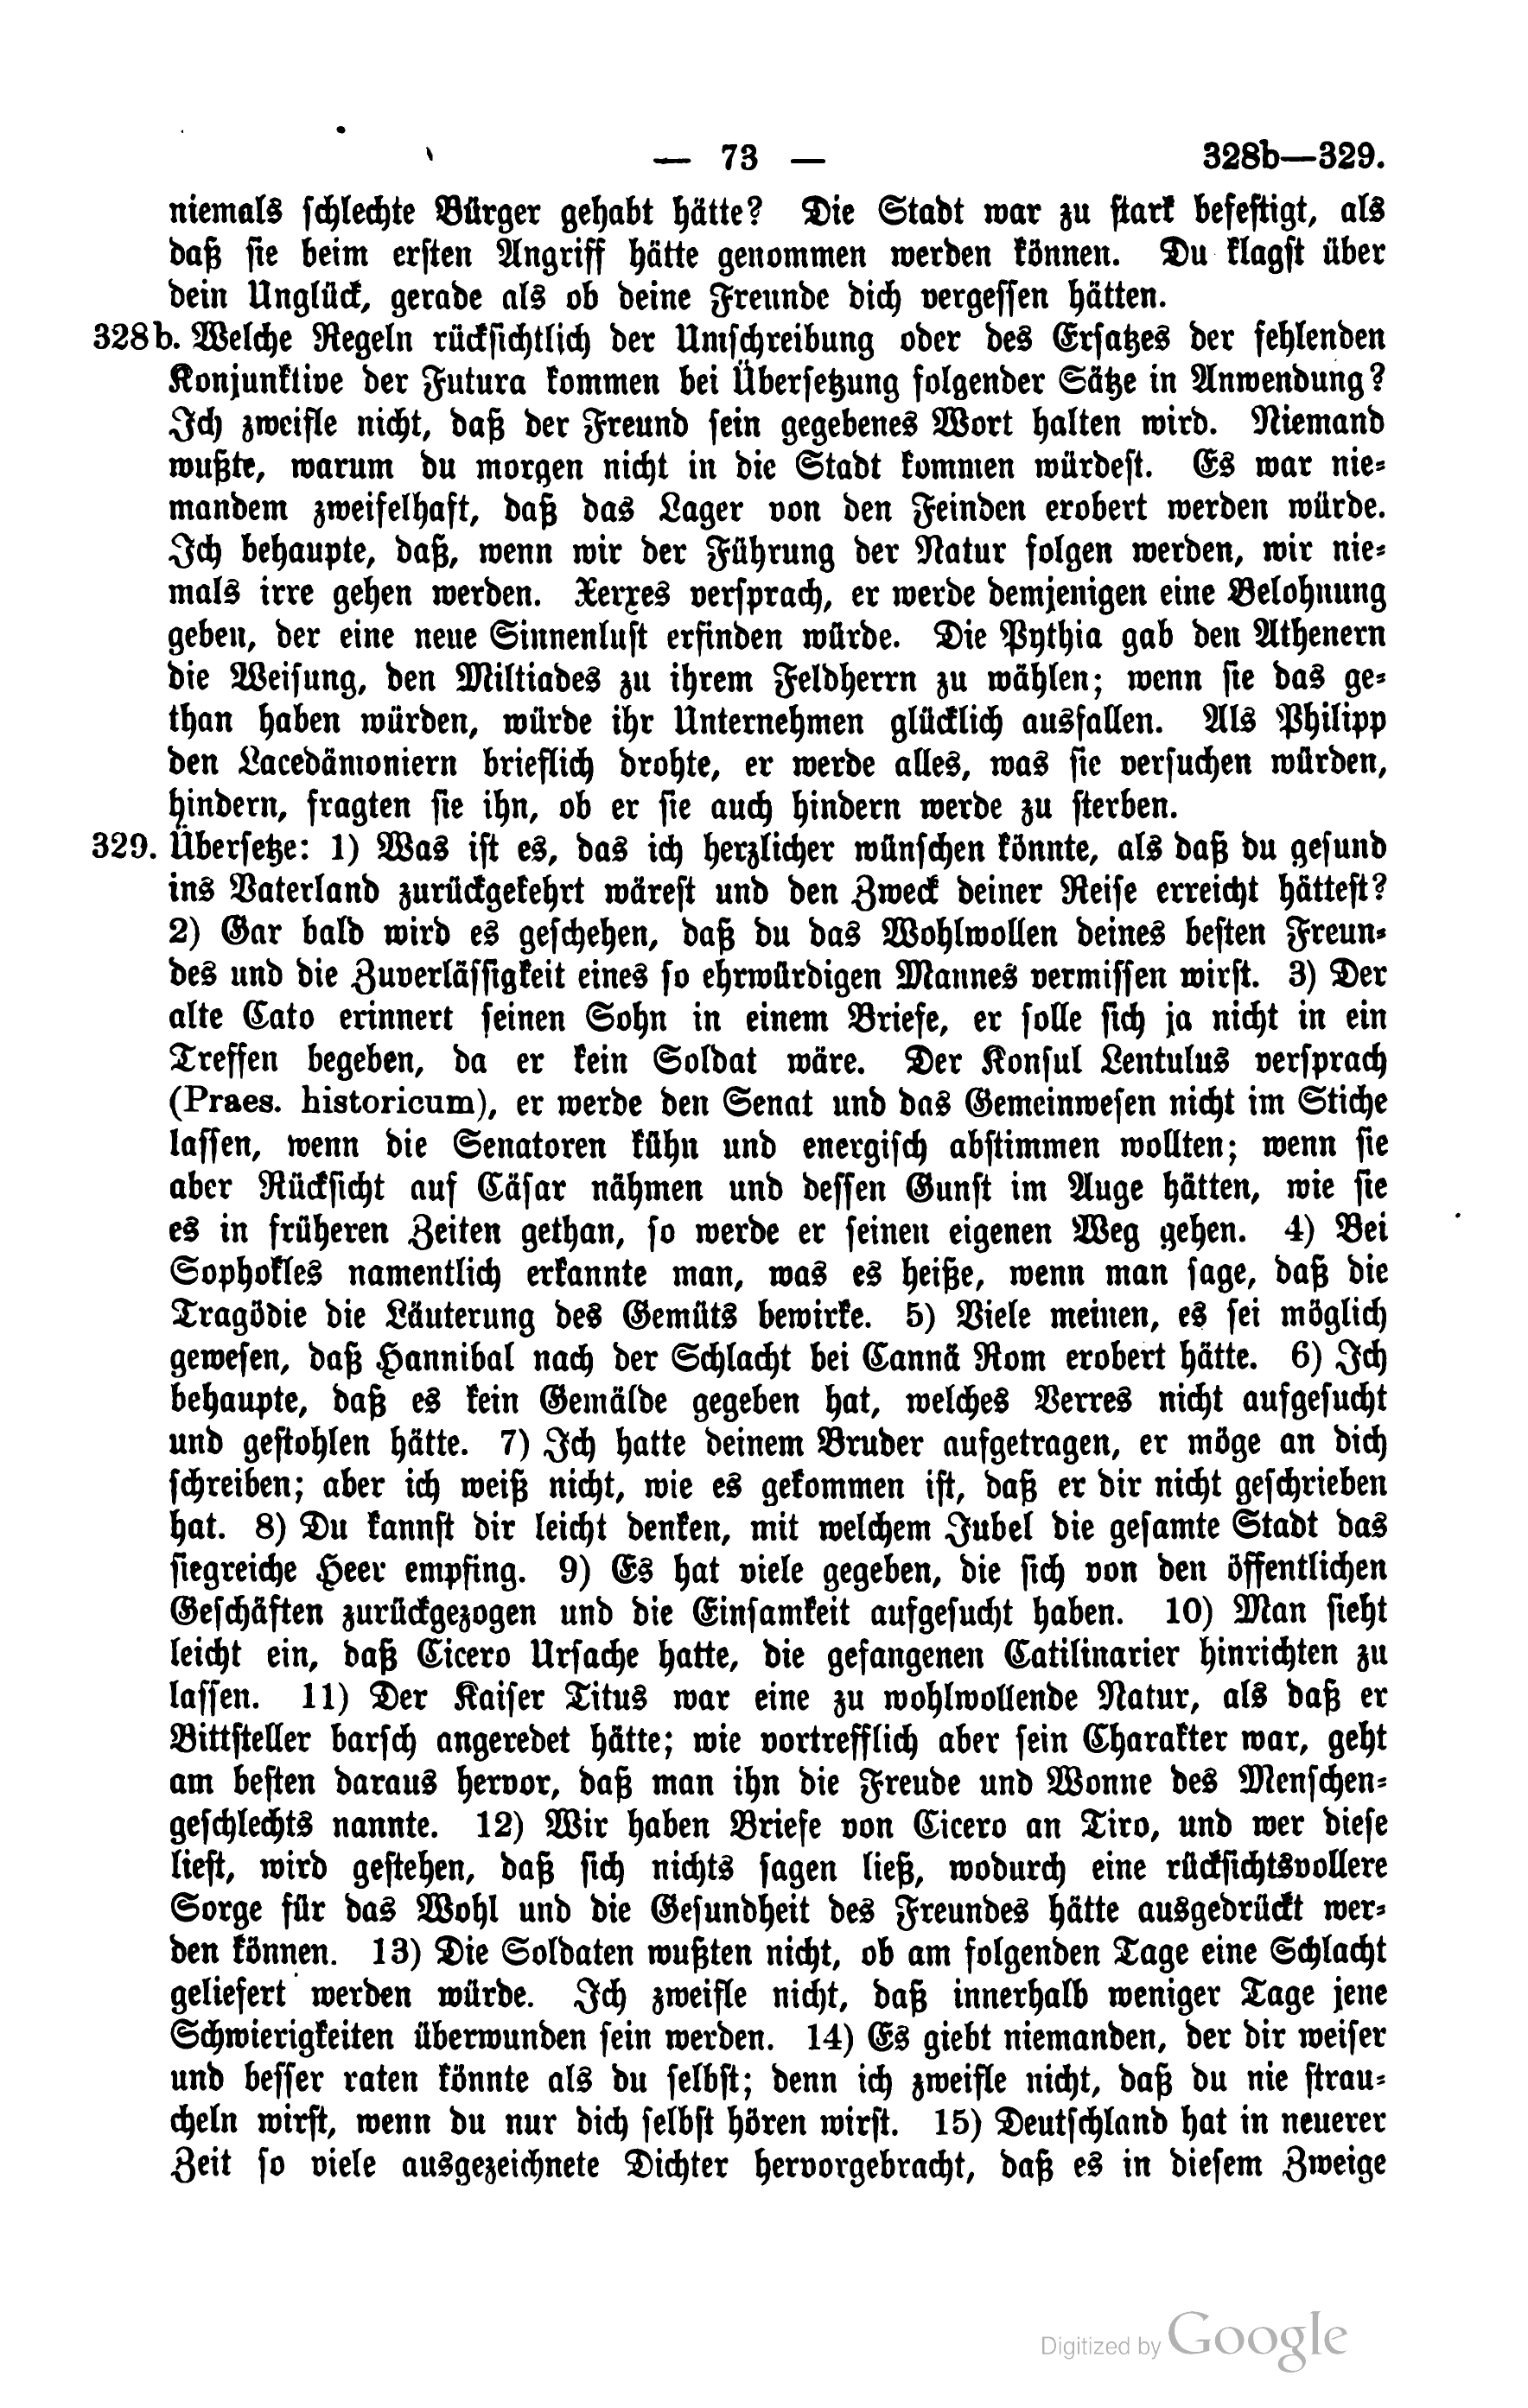 — 73 — 328b—329.
niemals schlechte Bürger gehabt hätte? Die Stadt war zu stark befestigt, als
daß sie beim ersten Angriff hätte genommen werden können. Du klagst über
dein Unglück, gerade als ob deine Freunde dich vergessen hätten.
328b. Welche Regeln rücksichtlich der Umschreibung oder des Ersatzes der fehlenden
Konjunktive der Futura kommen bei Übersetzung folgender Sätze in Anwendung?
Ich zweifle nicht, daß der Freund sein gegebenes Wort halten wird. Niemand
wußte, warum du morgen nicht in die Stadt kommen würdest. Es war nie-
mandem zweifelhaft, daß das Lager von den Feinden erobert werden würde.
Ich behaupte, daß, wenn wir der Führung der Natur folgen werden, wir nie-
mals irre gehen werden. Xerxes versprach, er werde demjenigen eine Belohnung
geben, der eine neue Sinnenlust erfinden würde. Die Pythia gab den Athenern
die Weisung, den Miltiades zu ihrem Feldherrn zu wählen; wenn sie das ge-
than haben würden, würde ihr Unternehmen glücklich ausfallen. Als Philipp
den Lacedämoniern brieflich drohte, er werde alles, was sie versuchen würden,
hindern, fragten sie ihn, ob er sie auch hindern werde zu sterben.
329. Übersetze: 1) Was ist es, das ich herzlicher wünschen könnte, als daß du gesund
ins Vaterland zurückgekehrt wärest und den Zweck deiner Reise erreicht hättest?
2) Gar bald wird es geschehen, daß du das Wohlwollen deines besten Freun-
des und die Zuverlässigkeit eines so ehrwürdigen Mannes vermissen wirst. 3) Der
alte Cato erinnert seinen Sohn in einem Briefe, er solle sich ja nicht in ein
Treffen begeben, da er kein Soldat wäre. Der Konsul Lentulus versprach
(Praes. historicum), er werde den Senat und das Gemeinwesen nicht im Stiche
lassen, wenn die Senatoren kühn und energisch abstimmen wollten; wenn sie
aber Rücksicht auf Cäsar nähmen und dessen Gunst im Auge hätten, wie sie
es in früheren Zeiten gethan, so werde er seinen eigenen Weg gehen. 4) Bei
Sophokles namentlich erkannte man, was es heiße, wenn man sage, daß die
Tragödie die Läuterung des Gemüts bewirke. 5) Viele meinen, es sei möglich
gewesen, daß Hannibal nach der Schlacht bei Cannä Rom erobert hätte. 6) Ich
behaupte, daß es kein Gemälde gegeben hat, welches Verres nicht aufgesucht
und gestohlen hätte. 7) Ich hatte deinem Bruder aufgetragen, er möge an dich
schreiben; aber ich weiß nicht, wie es gekommen ist, daß er dir nicht geschrieben
hat. 8) Du kannst dir leicht denken, mit welchem Jubel die gesamte Stadt das
siegreiche Heer empfing. 9) Es hat viele gegeben, die sich von den öffentlichen
Geschäften zurückgezogen und die Einsamkeit aufgesucht haben. 10) Man sieht
leicht ein, daß Cicero Ursache hatte, die gefangenen Catilinarier hinrichten zu
lassen. 11) Der Kaiser Titus war eine zu wohlwollende Natur, als daß er
Bittsteller barsch angeredet hätte; wie vortrefflich aber sein Charakter war, geht
am besten daraus hervor, daß man ihn die Freude und Wonne des Menschen-
geschlechts nannte. 12) Wir haben Briefe von Cicero an Tiro, und wer diese
liest, wird gestehen, daß sich nichts sagen ließ, wodurch eine rücksichtsvollere
Sorge für das Wohl und die Gesundheit des Freundes hätte ausgedrückt wer-
den können. 13) Die Soldaten wußten nicht, ob am folgenden Tage eine Schlacht
geliefert werden würde. Ich zweifle nicht, daß innerhalb weniger Tage jene
Schwierigkeiten überwunden sein werden. 14) Es giebt niemanden, der dir weiser
und besser raten könnte als du selbst; denn ich zweifle nicht, daß du nie strau-
cheln wirst, wenn du nur dich selbst hören wirst. 15) Deutschland hat in neuerer
Zeit so viele ausgezeichnete Dichter hervorgebracht, daß es in diesem Zweige
Digitized by Google